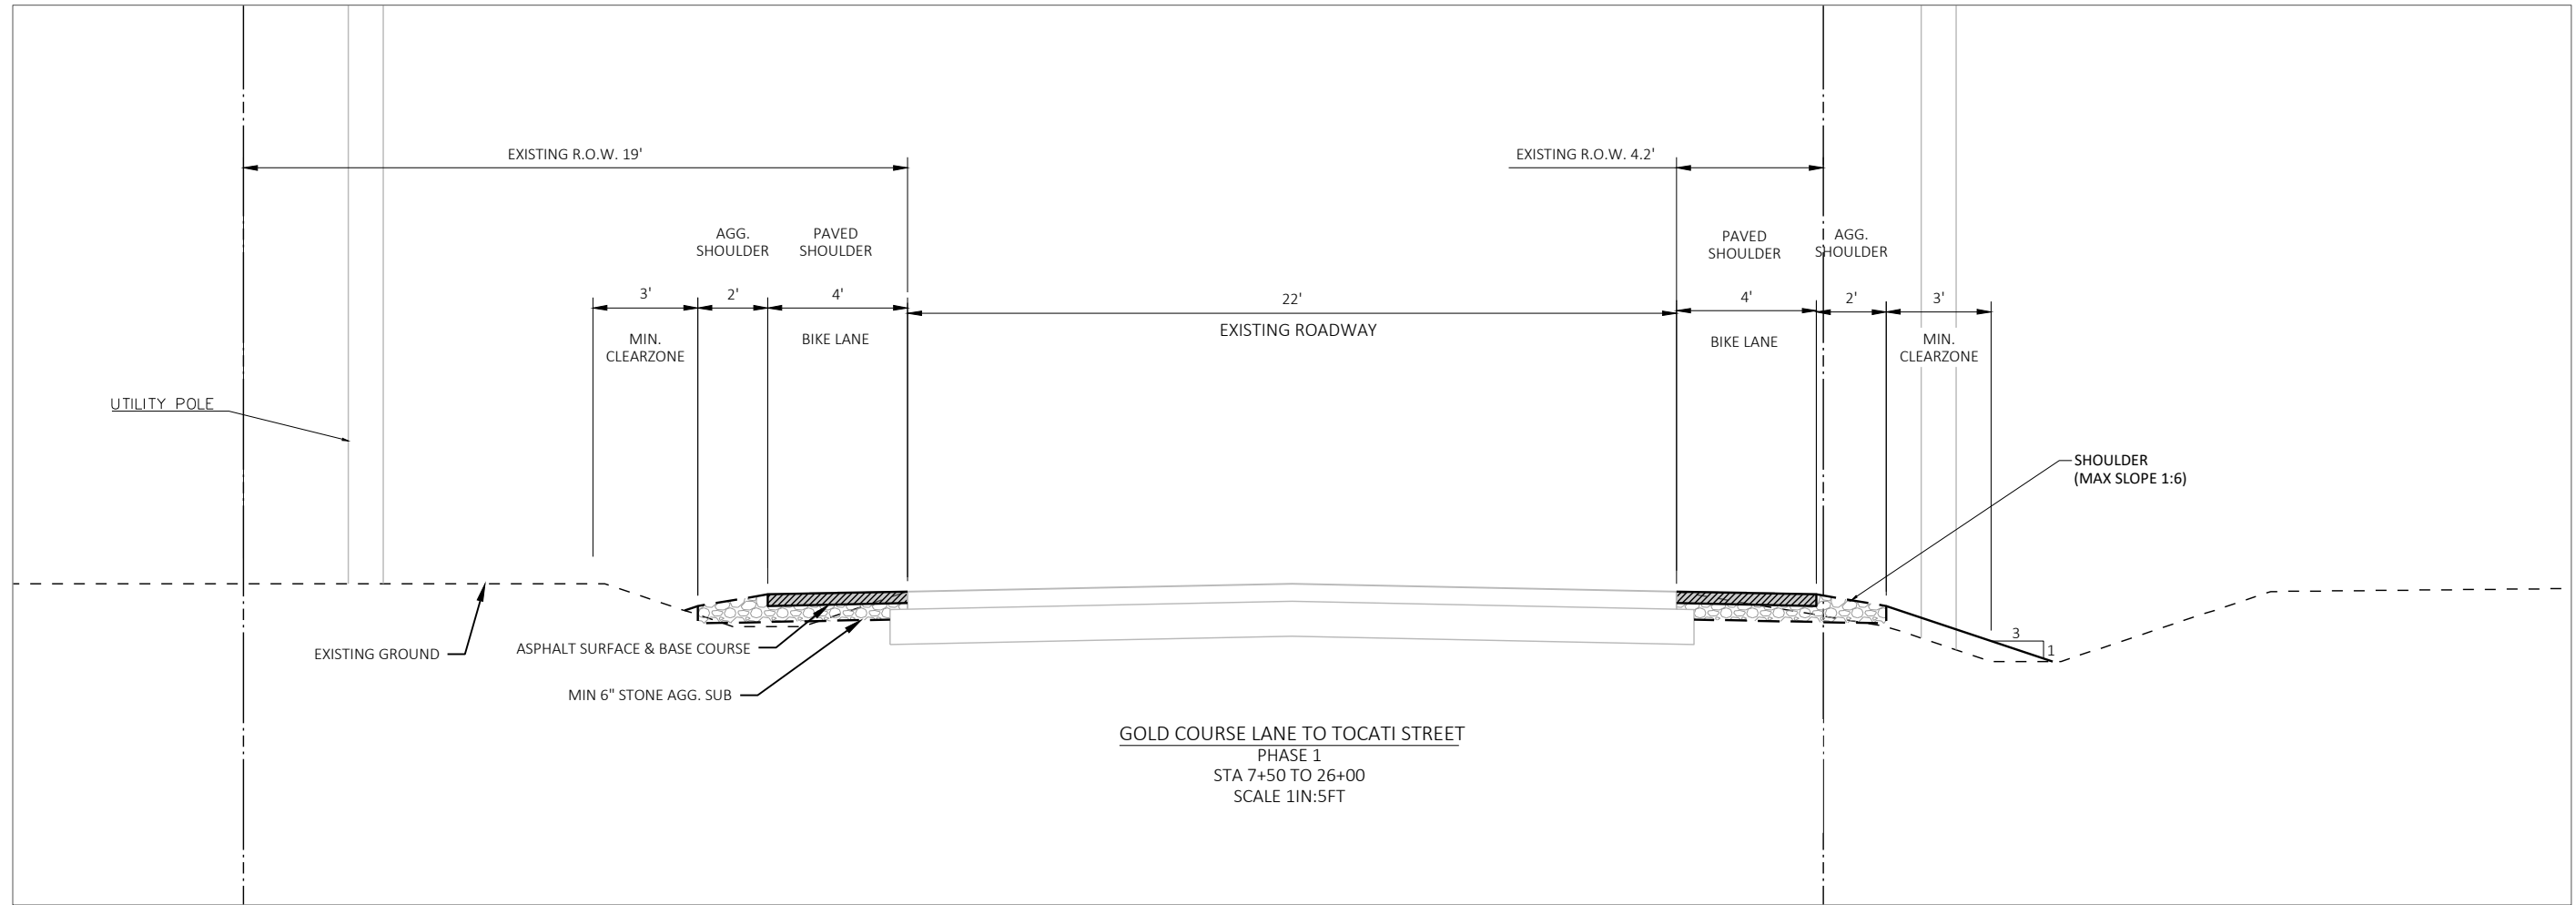 EXISTING R.O.W. 19'
EXISTING R.O.W. 4.2'
AGG.
SHOULDER
PAVED
SHOULDER
PAVED
SHOULDER
AGG.
SHOULDER
3'
2'
4'
22'
4'
2'
3'
MIN.
CLEARZONE
BIKE LANE
EXISTING ROADWAY
BIKE LANE
MIN.
CLEARZONE
UTILITY POLE
SHOULDER
(MAX SLOPE 1:6)
3
1
EXISTING GROUND
ASPHALT SURFACE & BASE COURSE
MIN 6" STONE AGG. SUB
GOLD COURSE LANE TO TOCATI STREET
PHASE 1
STA 7+50 TO 26+00
SCALE 1IN:5FT